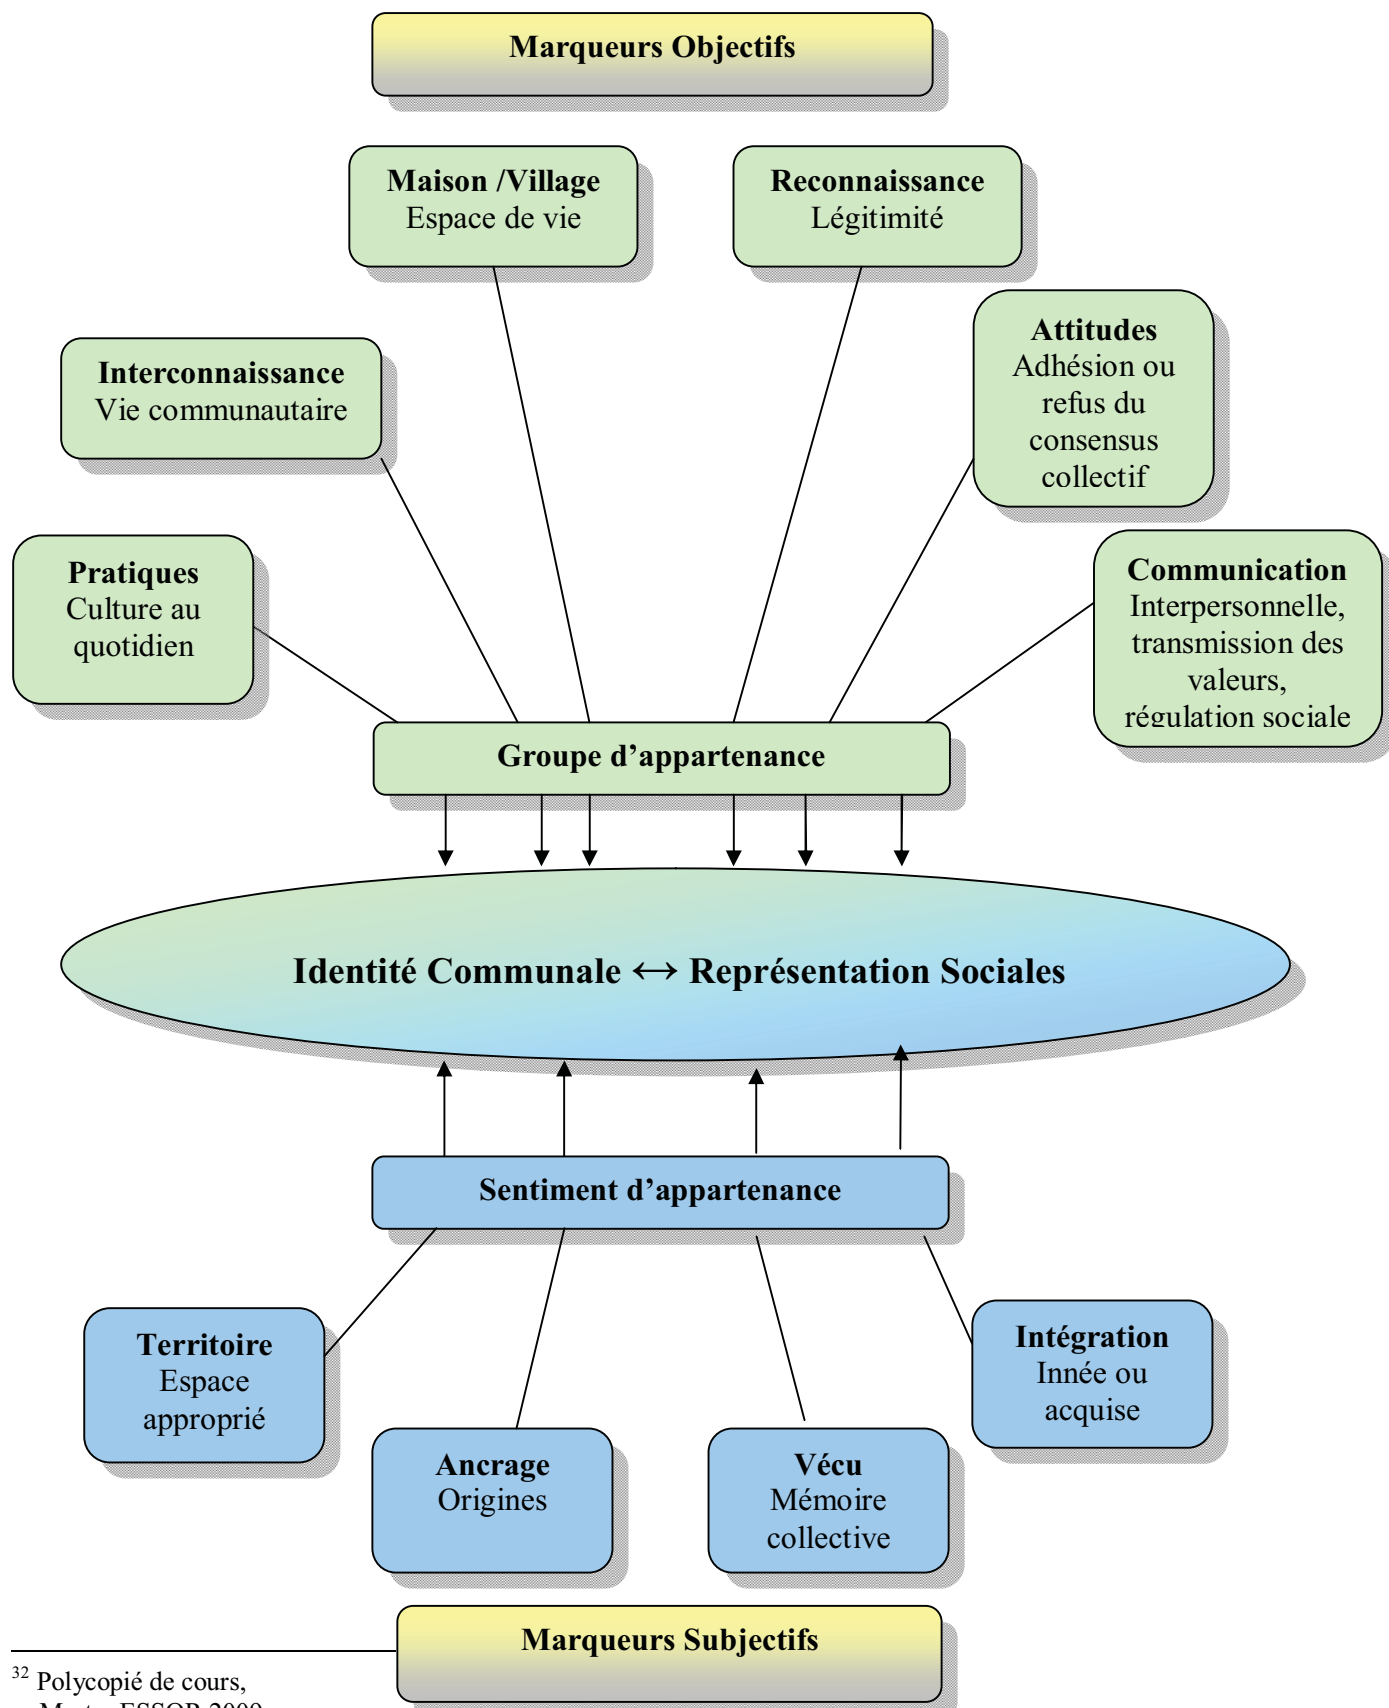 Marqueurs Objectifs
Maison /Village
Espace de vie
Reconnaissance
Légitimité
Attitudes
Adhésion ou
refus du
consensus
collectif
Interconnaissance
Vie communautaire
Pratiques
Culture au
quotidien
Communication
Interpersonnelle,
transmission des
valeurs,
régulation sociale
Groupe d’appartenance
Identité Communale ↔ Représentation Sociales
Sentiment d’appartenance
Territoire
Espace
approprié
Ancrage
Origines
Vécu
Mémoire
collective
Intégration
Innée ou
acquise
Marqueurs Subjectifs
32 Polycopié de cours,
ESSOR 2009